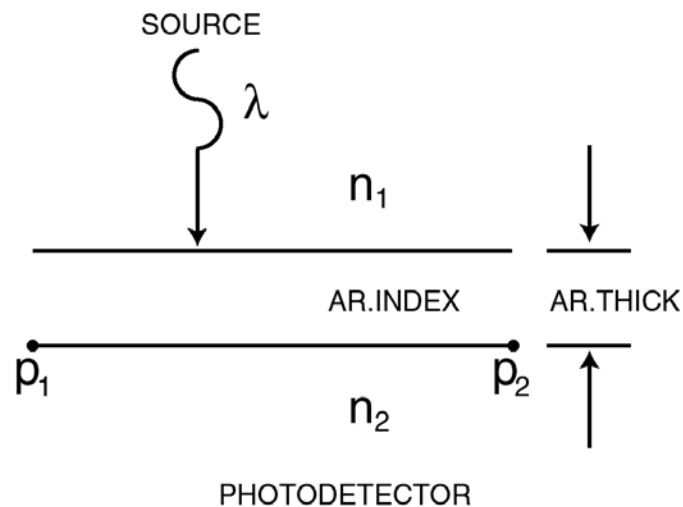 SOURCE
λ
n₁
AR.INDEX AR.THICK
p₁ p₂
n₂
PHOTODETECTOR